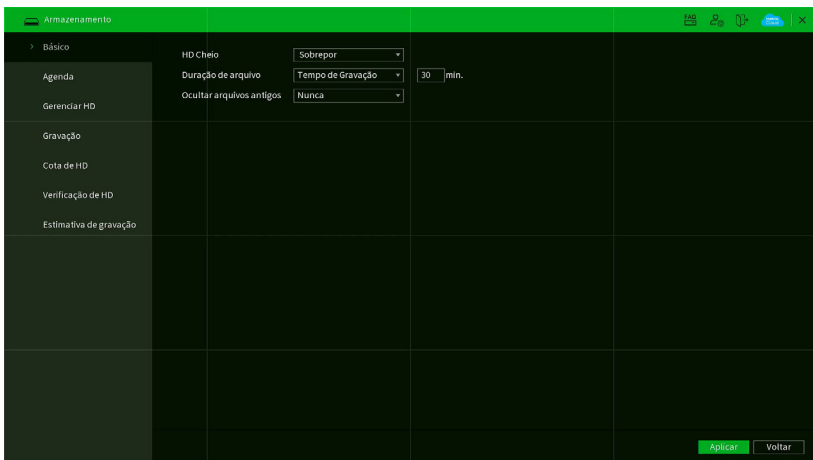 Armazenamento
FAQ
Básico
Agenda
Gerenciar HD
Gravação
Cota de HD
Verificação de HD
Estimativa de gravação
HD Cheio Sobrepor
Duração de arquivo Tempo de Gravação 30 min.
Ocultar arquivos antigos Nunca
Aplicar Voltar